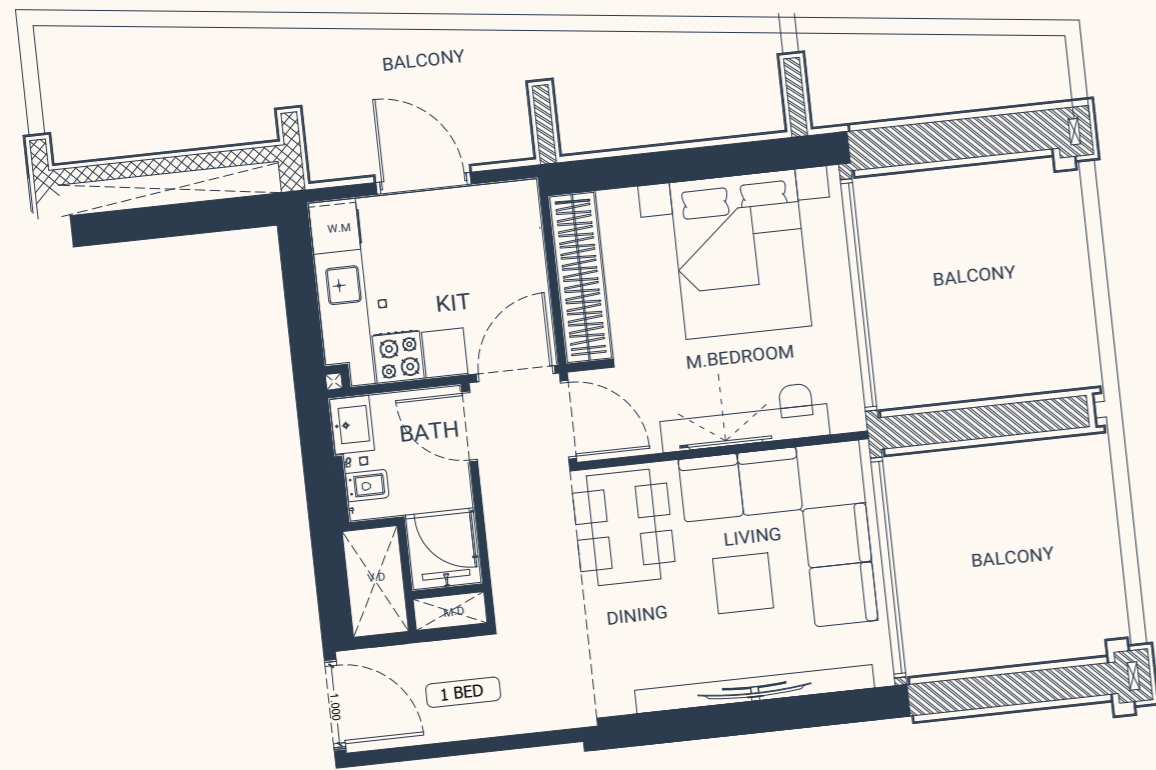 BALCONY
W.M
KIT
BALCONY
M.BEDROOM
BATH
LIVING
BALCONY
V.D
M.D
DINING
1 BED
1.000